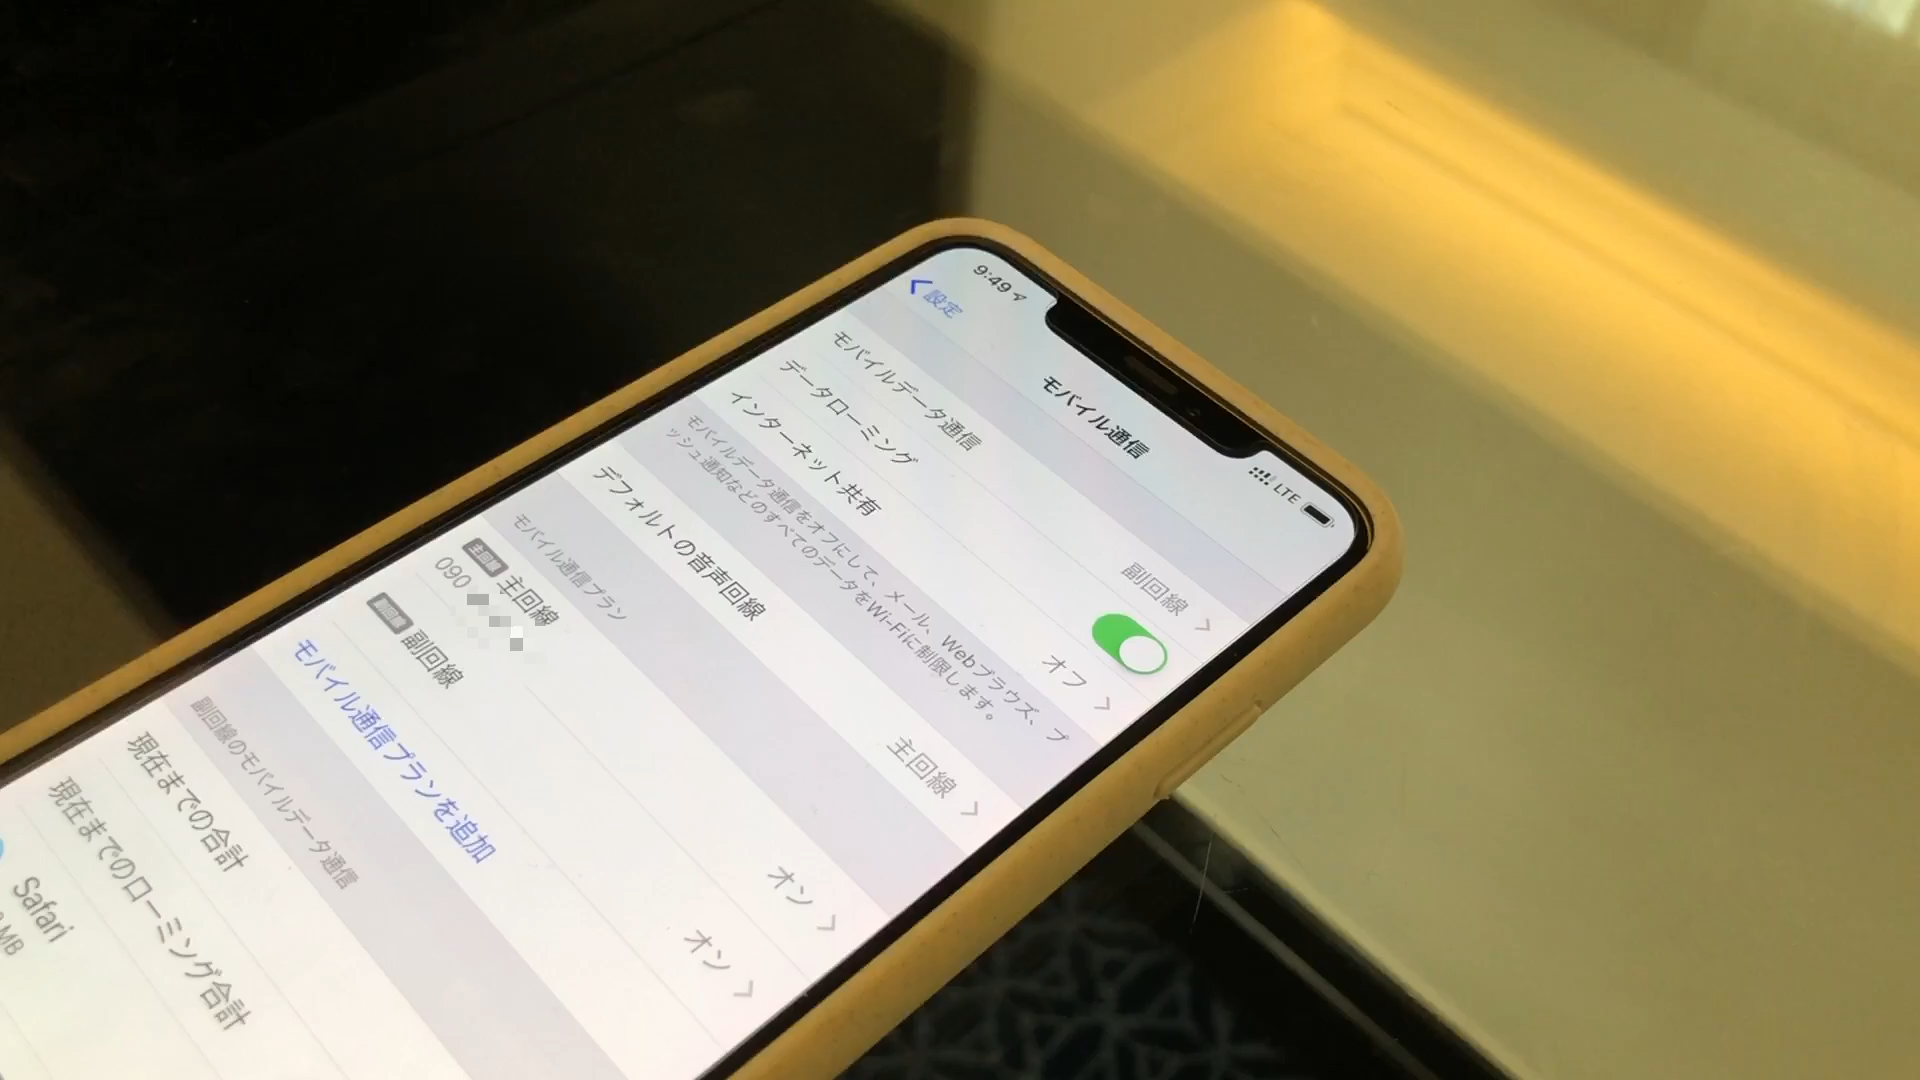 9:49
LTE
設定
モバイル通信
モバイルデータ通信
副回線
データローミング
インターネット共有
オフ
モバイルデータ通信をオフにして、メール、Webブラウズ、プ
ッシュ通知などのすべてのデータをWi-Fiに制限します。
デフォルトの音声回線
主回線
モバイル通信プラン
主回線
主回線
オン
090
副回線
副回線
オン
モバイル通信プランを追加
副回線のモバイルデータ通信
現在までの合計
現在までのローミング合計
Safari
MB